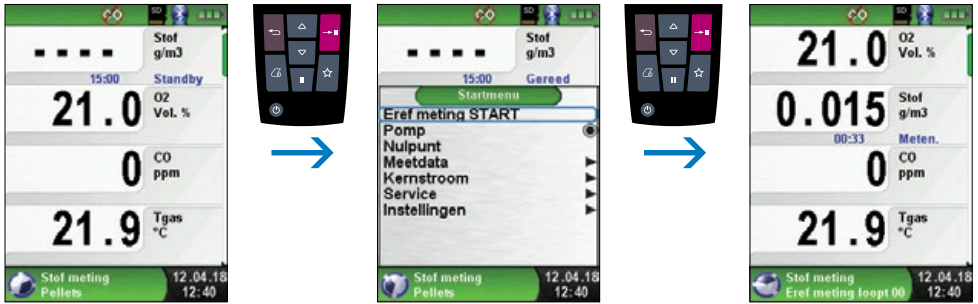 SD
- - - -
Stof
g/m3
15:00 Standby
21.0
O2
Vol. %
0
CO
ppm
21.9
Tgas
°C
Stof meting
Pellets
12.04.18
12:40
SD
- - - -
Stof
g/m3
15:00 Gereed
Startmenu
Eref meting START
Pomp
Nulpunt
Meetdata
Kernstroom
Service
Instellingen
Stof meting
Pellets
12.04.18
12:40
SD
21.0
O2
Vol. %
0.015
Stof
g/m3
00:33 Meten.
0
CO
ppm
21.9
Tgas
°C
Stof meting
Eref meting loopt 00
12.04.18
12:40